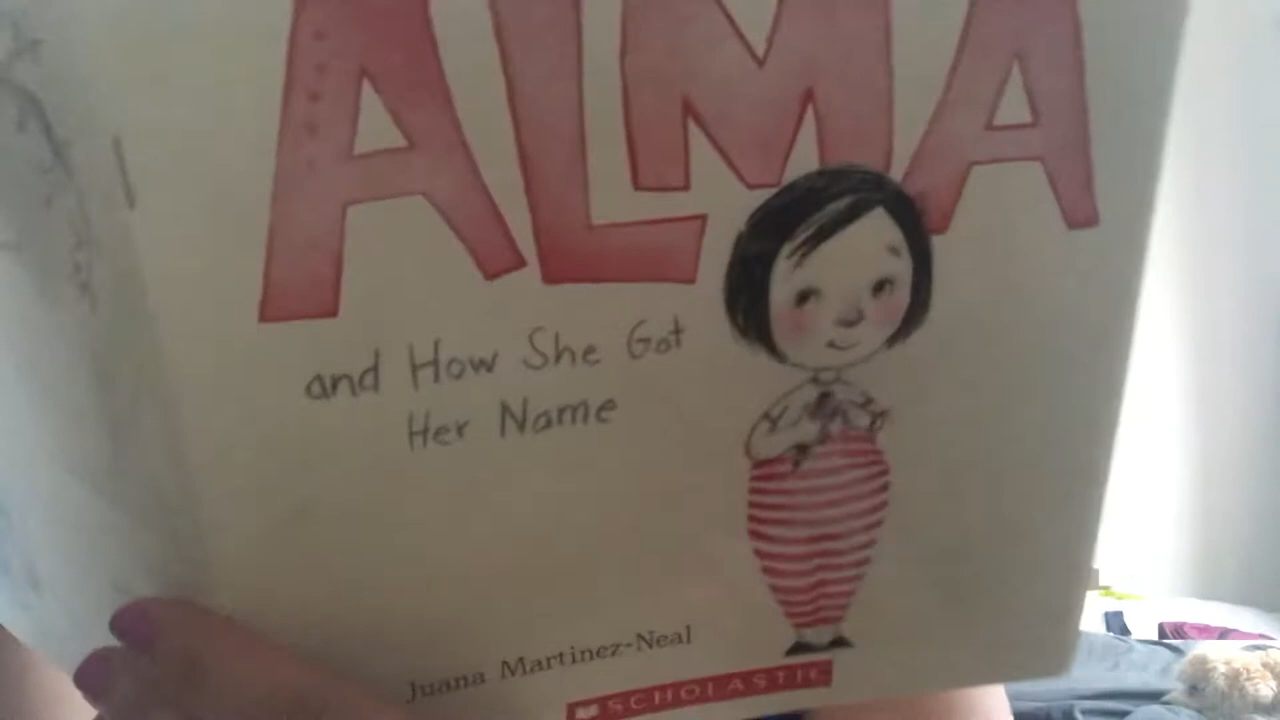 ALMA
and How She Got
Her Name
Juana Martinez-Neal
SCHOLASTIC